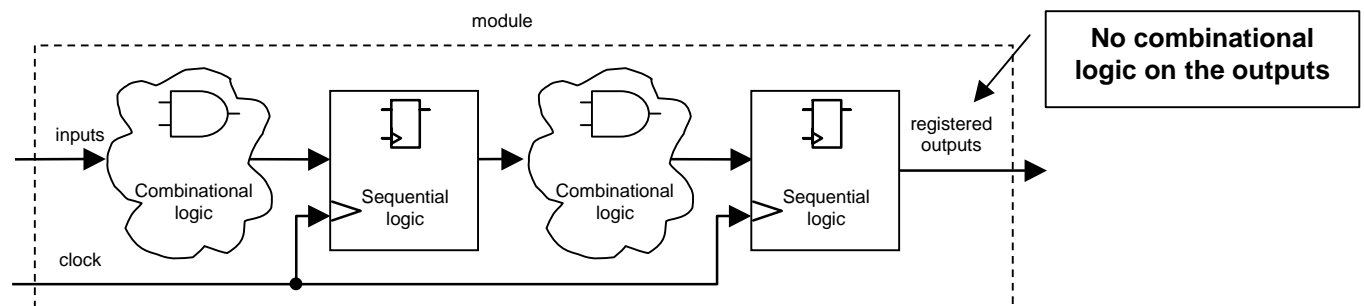 module
No combinational
logic on the outputs
inputs
Combinational
logic
Sequential
logic
Combinational
logic
Sequential
logic
registered
outputs
clock